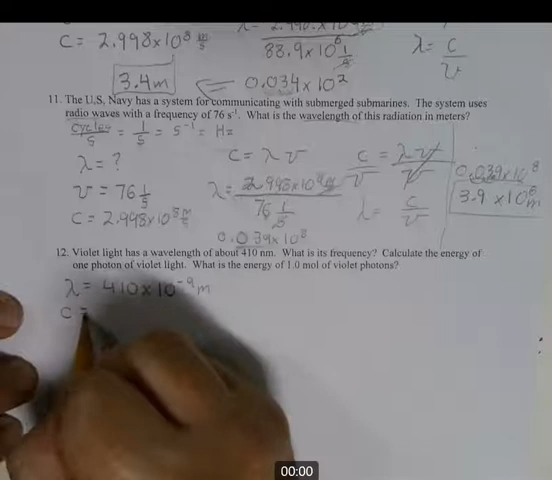 c = 2.998×10⁸ m/s
88.9×10⁶ 1/s
λ = c/ν
3.4m ⇐ 0.034×10²
11. The U.S. Navy has a system for communicating with submerged submarines. The system uses
radio waves with a frequency of 76 s⁻¹. What is the wavelength of this radiation in meters?
cycles/s = 1/s = s⁻¹ = Hz
λ = ?
c = λν
c/ν = λν/ν
0.039×10⁸
ν = 76 1/s
λ = 2.998×10⁸ m/s / 76 1/s
λ = c/ν
3.9×10⁶ m
c = 2.998×10⁸ m/s
0.039×10⁸
12. Violet light has a wavelength of about 410 nm. What is its frequency? Calculate the energy of
one photon of violet light. What is the energy of 1.0 mol of violet photons?
λ = 410×10⁻⁹ m
c =
00:00